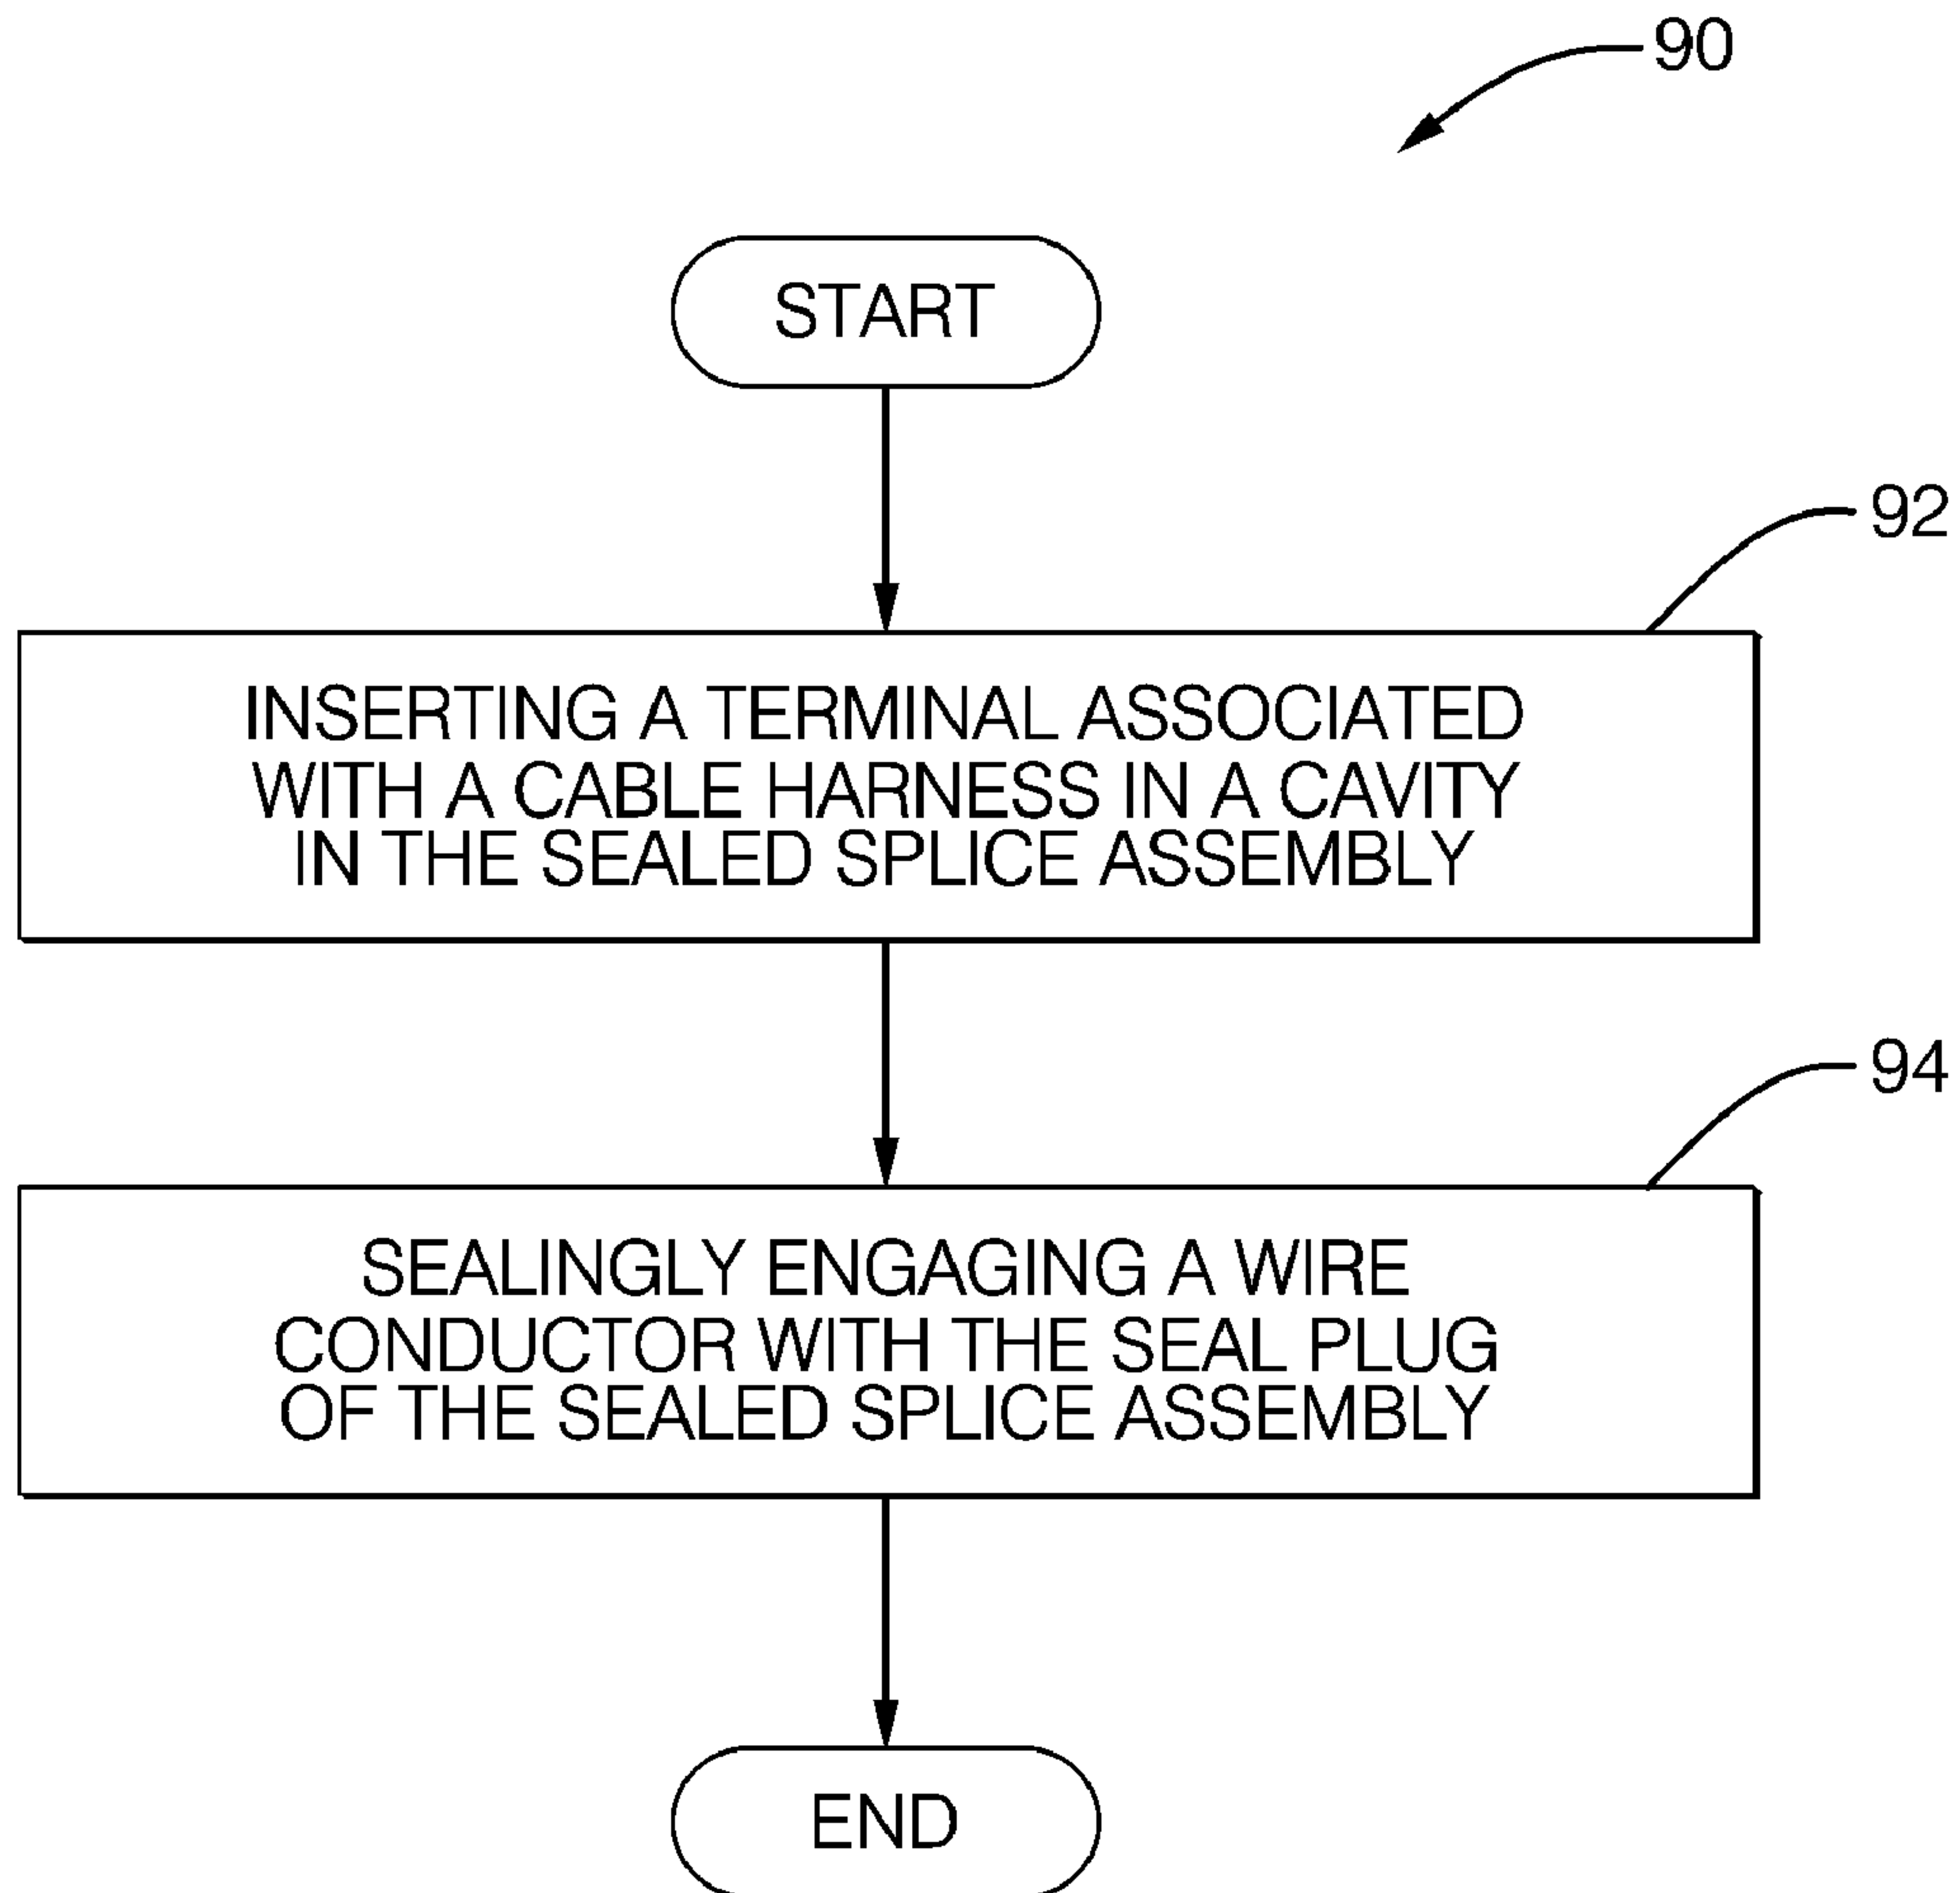 90
START
92
INSERTING A TERMINAL ASSOCIATED
WITH A CABLE HARNESS IN A CAVITY
IN THE SEALED SPLICE ASSEMBLY
94
SEALINGLY ENGAGING A WIRE
CONDUCTOR WITH THE SEAL PLUG
OF THE SEALED SPLICE ASSEMBLY
END